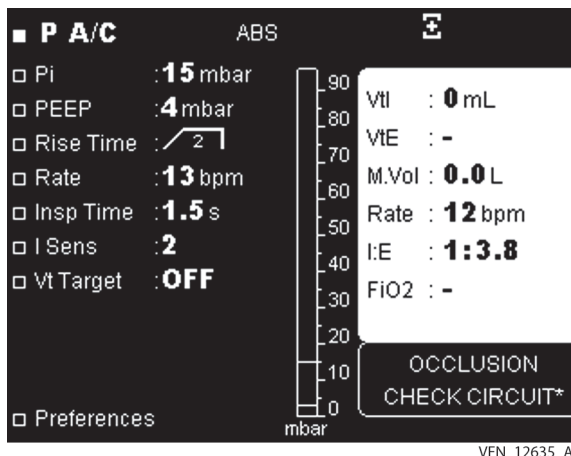 P A/C ABS
Pi :15 mbar
PEEP :4 mbar
Rise Time : 2
Rate :13 bpm
Insp Time :1.5 s
I Sens :2
Vt Target :OFF
Preferences
90
80
70
60
50
40
30
20
10
0
mbar
VtI : 0 mL
VtE : -
M.Vol : 0.0 L
Rate : 12 bpm
I:E : 1:3.8
FiO2 : -
OCCLUSION
CHECK CIRCUIT*
VEN_12635_A